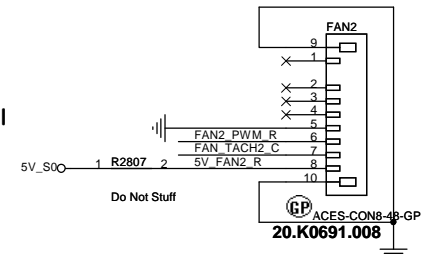 FAN2
9
1
2
3
4
5
FAN2_PWM_R 6
FAN_TACH2_C 7
5V_S0 1 R2807 2 5V_FAN2_R 8
10
Do Not Stuff
GP ACES-CON8-48-GP
20.K0691.008